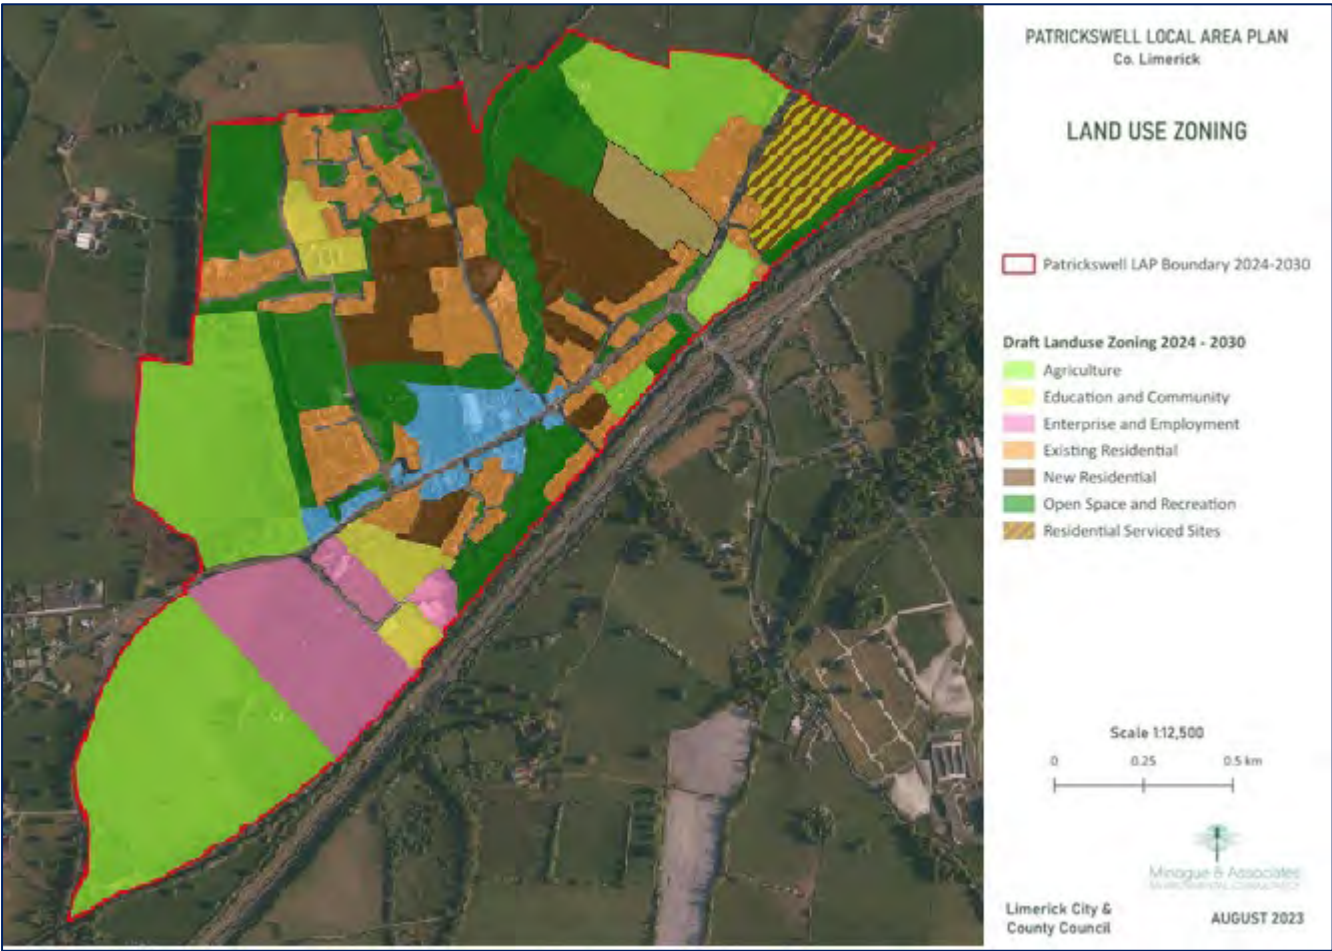 PATRICKSWELL LOCAL AREA PLAN
Co. Limerick
LAND USE ZONING
Patrickswell LAP Boundary 2024-2030
Draft Landuse Zoning 2024 - 2030
Agriculture
Education and Community
Enterprise and Employment
Existing Residential
New Residential
Open Space and Recreation
Residential Serviced Sites
Scale 1:12,500
0 0.25 0.5 km
Minogue & Associates
Limerick City &
County Council
AUGUST 2023